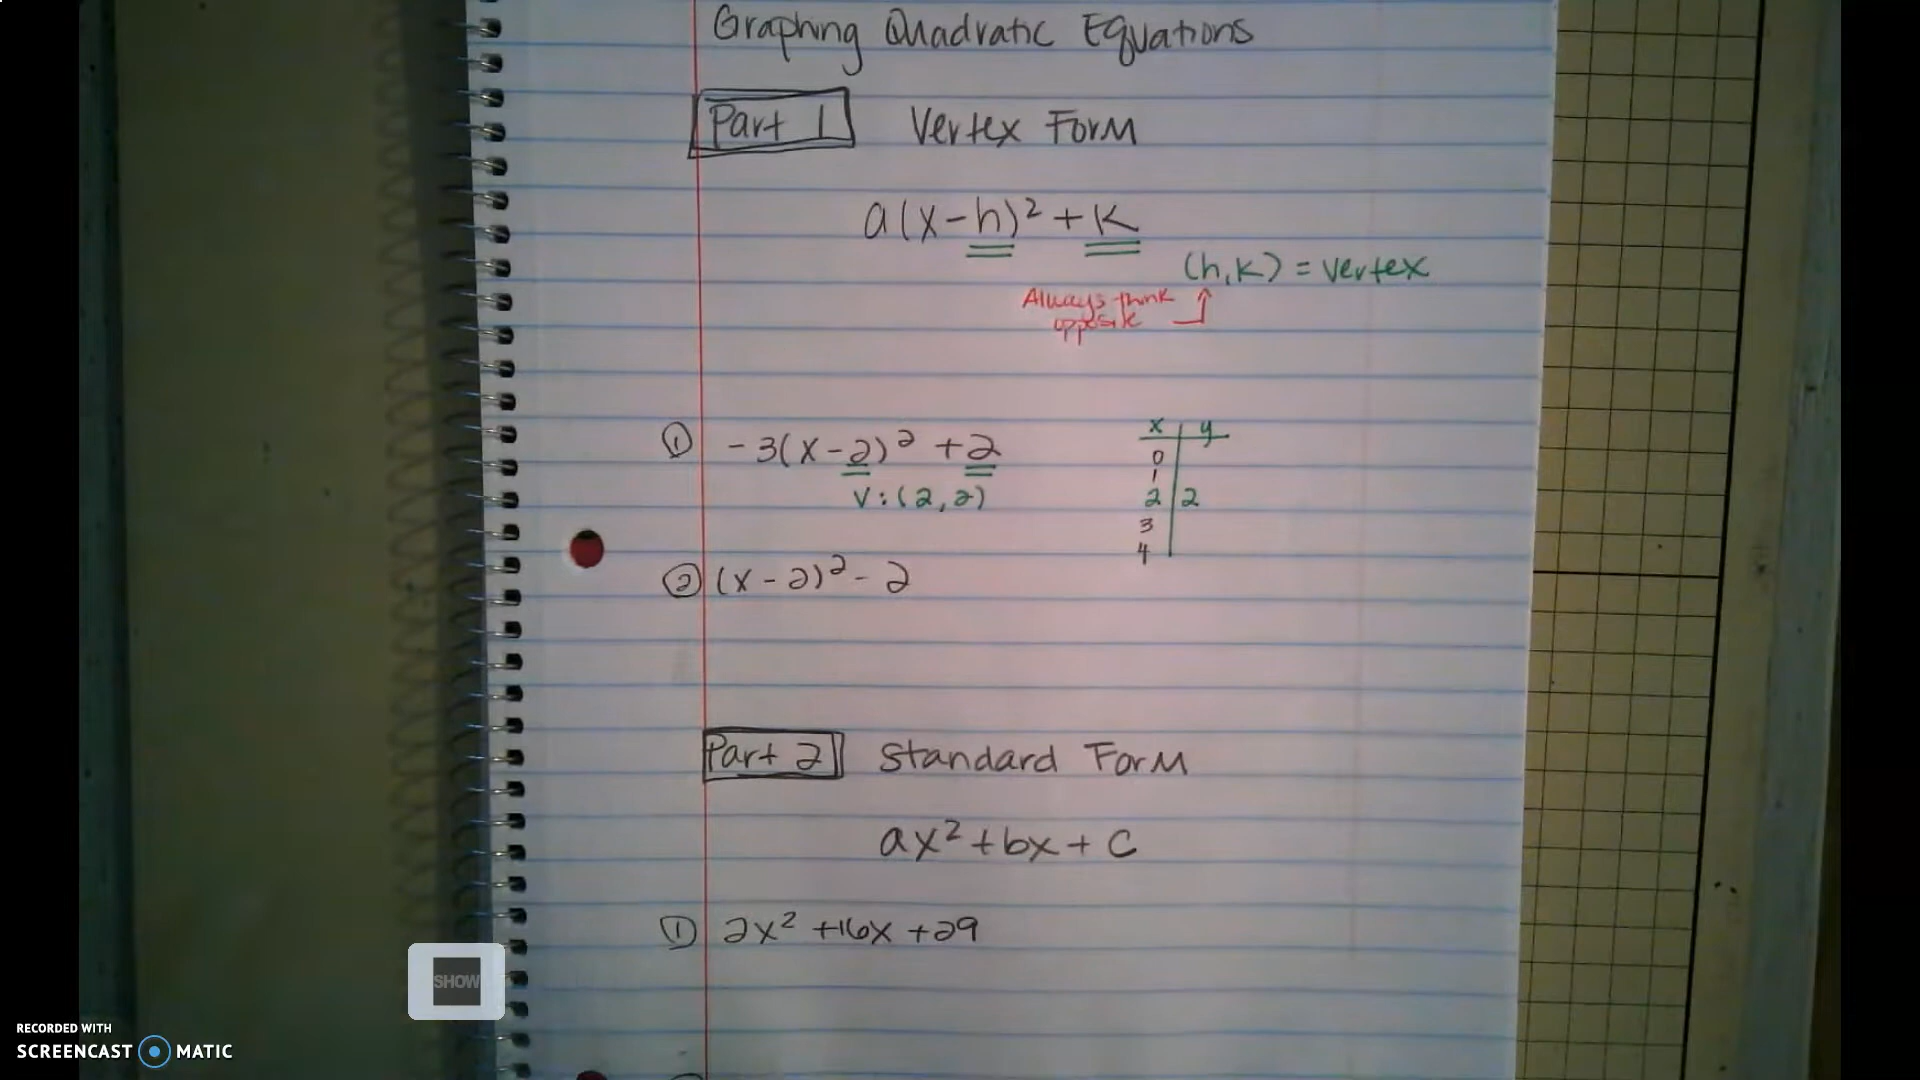 Graphing Quadratic Equations
Part 1 Vertex Form
a(x-h)² + k
(h,k) = vertex
Always think
opposite
① -3(x-2)² +2
V: (2,2)
x y
0
1
2 2
3
4
② (x-2)² - 2
Part 2 Standard Form
ax² + bx + c
① 2x² +16x +29
SHOW
RECORDED WITH
SCREENCAST MATIC